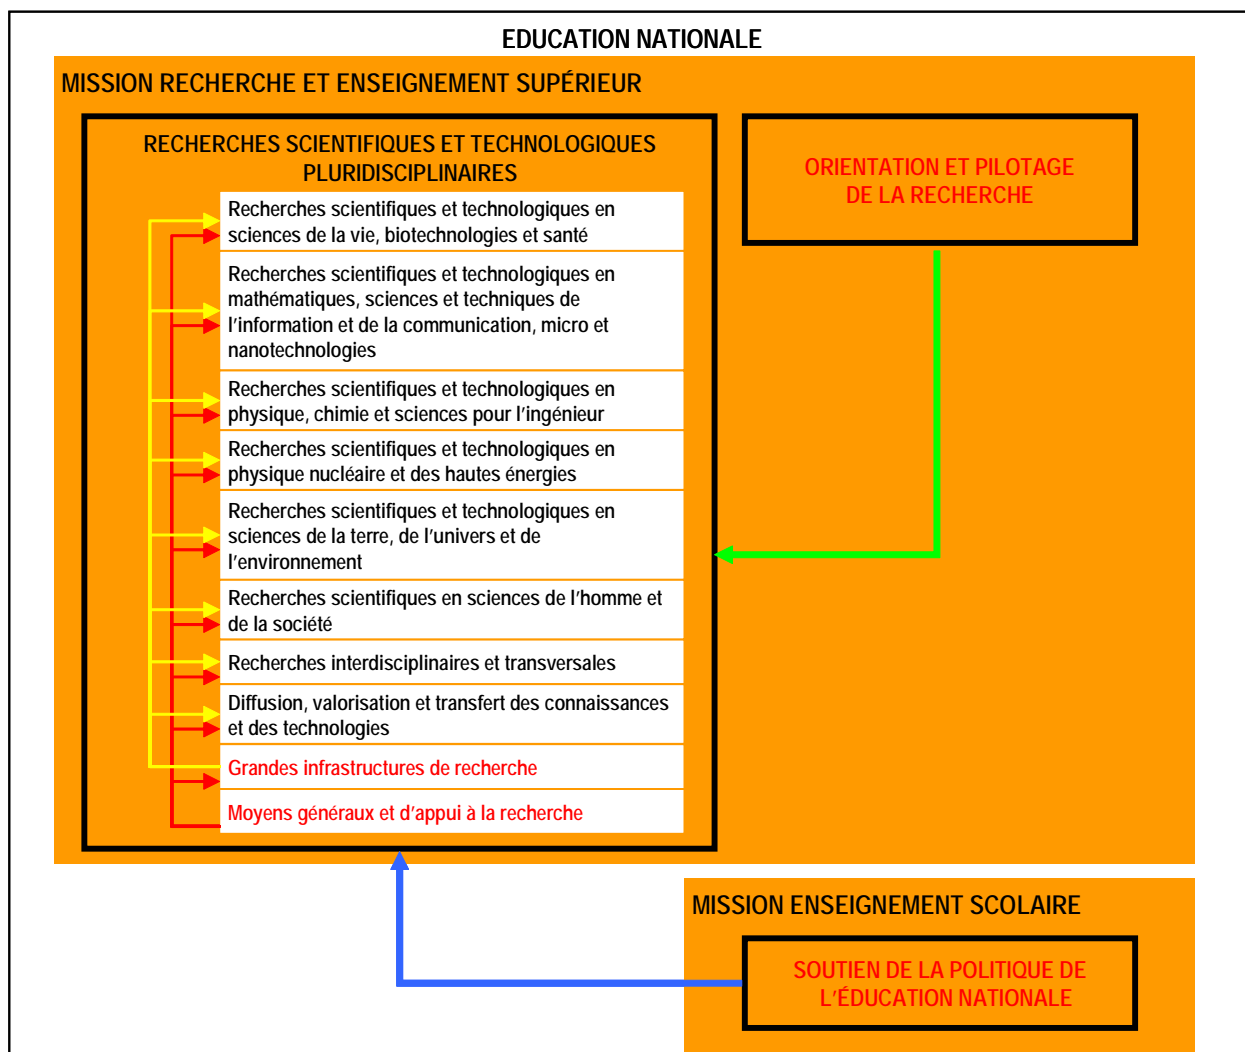 EDUCATION NATIONALE
MISSION RECHERCHE ET ENSEIGNEMENT SUPÉRIEUR
RECHERCHES SCIENTIFIQUES ET TECHNOLOGIQUES
PLURIDISCIPLINAIRES
Recherches scientifiques et technologiques en
sciences de la vie, biotechnologies et santé
Recherches scientifiques et technologiques en
mathématiques, sciences et techniques de
l'information et de la communication, micro et
nanotechnologies
Recherches scientifiques et technologiques en
physique, chimie et sciences pour l'ingénieur
Recherches scientifiques et technologiques en
physique nucléaire et des hautes énergies
Recherches scientifiques et technologiques en
sciences de la terre, de l'univers et de
l'environnement
Recherches scientifiques en sciences de l'homme et
de la société
Recherches interdisciplinaires et transversales
Diffusion, valorisation et transfert des connaissances
et des technologies
Grandes infrastructures de recherche
Moyens généraux et d'appui à la recherche
ORIENTATION ET PILOTAGE
DE LA RECHERCHE
MISSION ENSEIGNEMENT SCOLAIRE
SOUTIEN DE LA POLITIQUE DE
L'ÉDUCATION NATIONALE